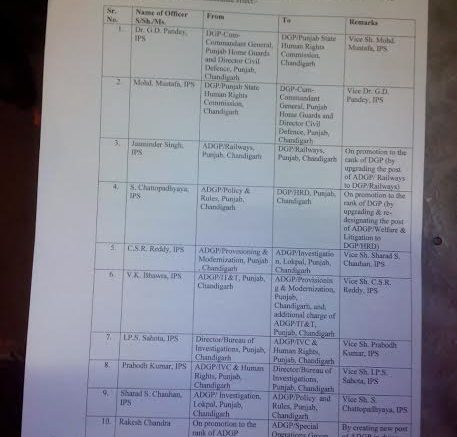 Sr. No.
Name of Officer S/Sh./Ms.
From
To
Remarks
1.
Dr. G.D. Pandey,
IPS
DGP-Cum-
Commandant General,
Punjab Home Guards
and Director Civil
Defence, Punjab,
Chandigarh
DGP/Punjab State
Human Rights
Commission,
Chandigarh
Vice Sh. Mohd.
Mustafa, IPS
2.
Mohd. Mustafa, IPS
DGP/Punjab State
Human Rights
Commission,
Chandigarh
DGP-Cum-
Commandant
General, Punjab
Home Guards and
Director Civil
Defence, Punjab,
Chandigarh
Vice Dr. G.D.
Pandey, IPS
3.
Jasminder Singh,
IPS
ADGP/Railways,
Punjab, Chandigarh
DGP/Railways,
Punjab, Chandigarh
On promotion to the
rank of DGP (by
upgrading the post
of ADGP/ Railways
to DGP/Railways)
4.
S. Chattopadhyaya,
IPS
ADGP/Policy &
Rules, Punjab,
Chandigarh
DGP/HRD, Punjab,
Chandigarh
On promotion to the
rank of DGP (by
upgrading & re-
designating the post
of ADGP/Welfare &
Litigation to
DGP/HRD)
5.
C.S.R. Reddy, IPS
ADGP/Provisioning &
Modernization, Punjab
, Chandigarh
ADGP/Investigatio
n, Lokpal, Punjab,
Chandigarh
Vice Sh. Sharad S.
Chauhan, IPS
6.
V.K. Bhawra, IPS
ADGP/IT&T, Punjab,
Chandigarh
ADGP/Provisionin
g & Modernization,
Punjab,
Chandigarh, and
additional charge of
ADGP/IT&T,
Punjab, Chandigarh
Vice Sh. C.S.R.
Reddy, IPS
7.
I.P.S. Sahota, IPS
Director/Bureau of
Investigations, Punjab,
Chandigarh
ADGP/IVC &
Human Rights,
Punjab, Chandigarh
Vice Sh. Prabodh
Kumar, IPS
8.
Prabodh Kumar, IPS
ADGP/IVC & Human
Rights, Punjab,
Chandigarh
Director/Bureau of
Investigations,
Punjab, Chandigarh
Vice Sh. I.P.S.
Sahota, IPS
9.
Sharad S. Chauhan,
IPS
ADGP/ Investigation,
Lokpal, Punjab,
Chandigarh
ADGP/Policy and
Rules, Punjab,
Chandigarh
Vice Sh. S.
Chattopadhyaya, IPS
10.
Rakesh Chandra
On promotion to the
rank of ADGP
ADGP/Special
Operations Group
By creating new post